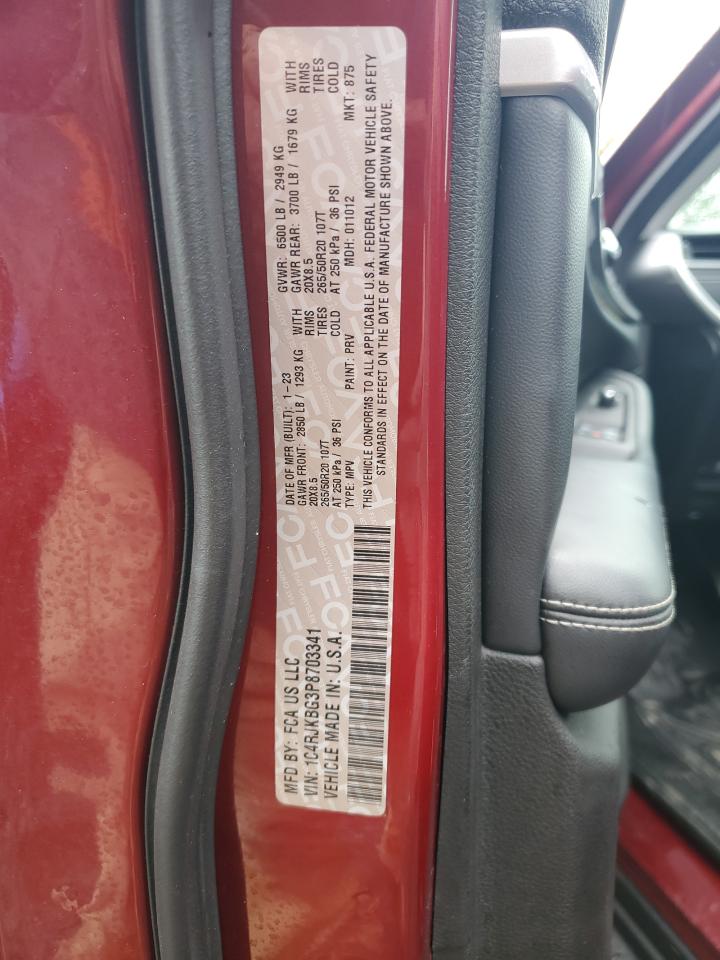 MFD BY: FCA US LLC
VIN: 1C4RJKBG3P8703341
VEHICLE MADE IN: U.S.A.
DATE OF MFR (BUILT): 1-23 GVWR: 6500 LB / 2949 KG
GAWR FRONT: 2850 LB / 1293 KG WITH GAWR REAR: 3700 LB / 1679 KG WITH
20X8.5 RIMS 20X8.5 RIMS
265/50R20 107T TIRES 265/50R20 107T TIRES
AT 250 kPa / 36 PSI COLD AT 250 kPa / 36 PSI COLD
TYPE: MPV PAINT: PRV MDH: 011012 MKT: 875
THIS VEHICLE CONFORMS TO ALL APPLICABLE U.S.A. FEDERAL MOTOR VEHICLE SAFETY
STANDARDS IN EFFECT ON THE DATE OF MANUFACTURE SHOWN ABOVE.